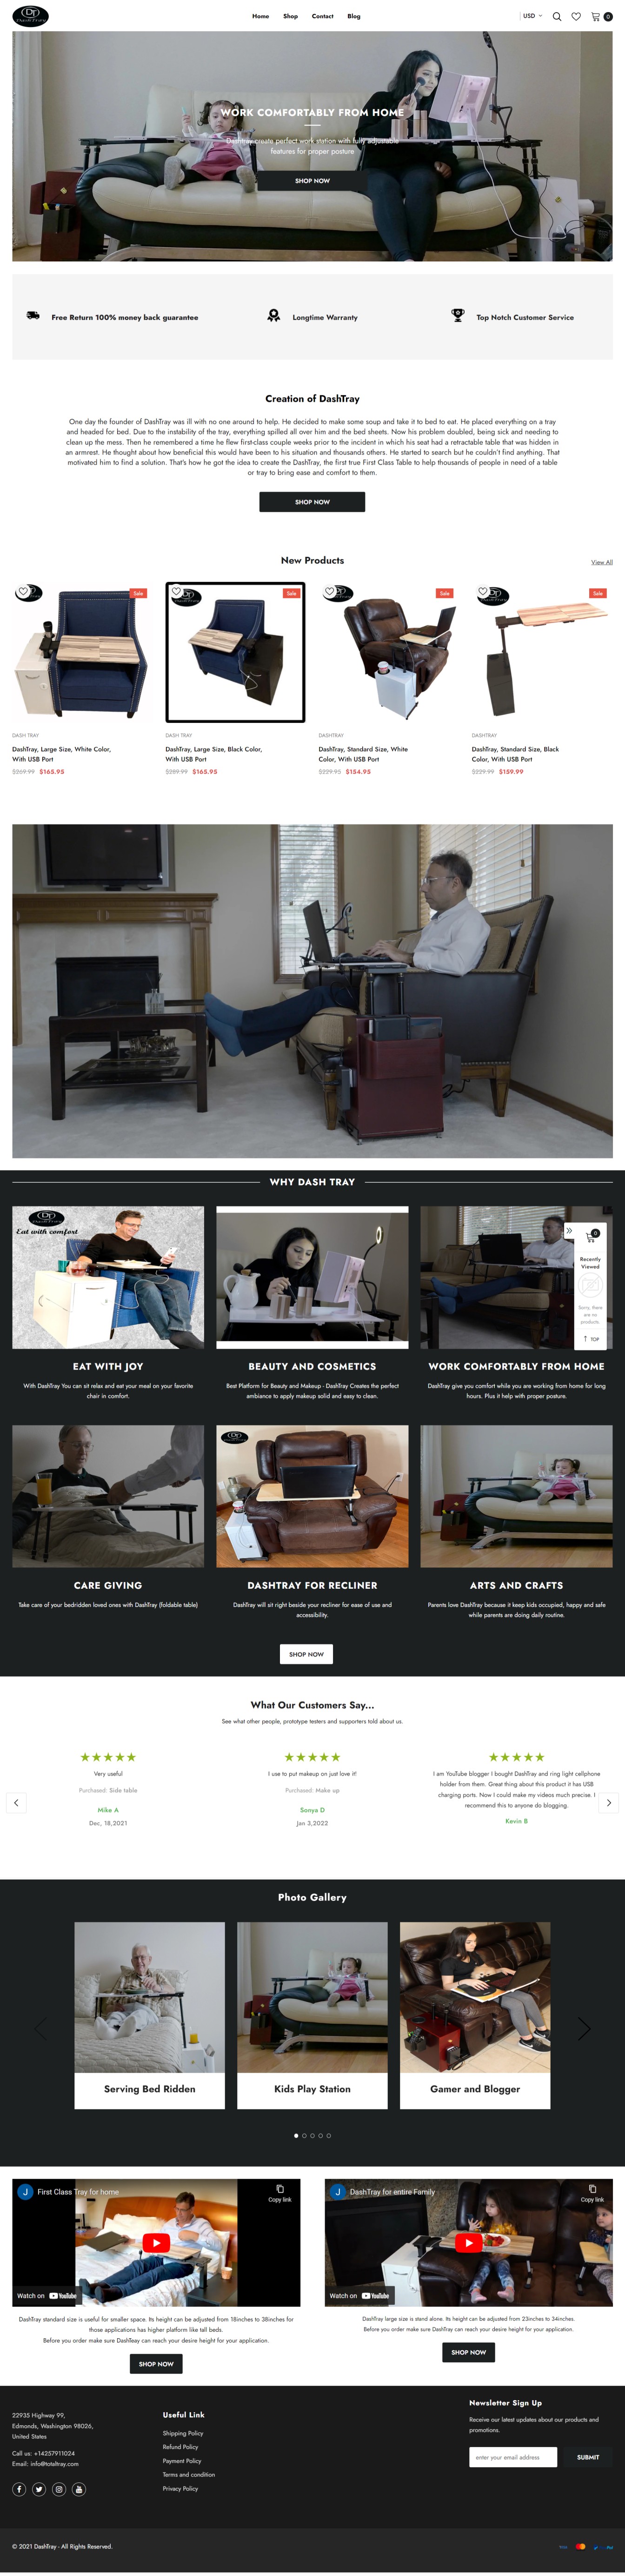 DP
DashTray
Home
Shop
Contact
Blog
USD
0
WORK COMFORTABLY FROM HOME
Dashtray create perfect work station with fully adjustable
features for proper posture
SHOP NOW
Free Return 100% money back guarantee
Longtime Warranty
Top Notch Customer Service
Creation of DashTray
One day the founder of DashTray was ill with no one around to help. He decided to make some soups and take it to bed to eat. He placed everything on a tray
and headed for bed. Due to the instability of the tray, everything spilled all over him and the bed sheets. Now his problem doubled, being sick and needing to
clean up the mess. Then he remembered a time he flew first-class couple weeks prior to the incident in which his seat had a retractable table that was hidden in
an armrest. He thought about how beneficial this would have been to his situation and thousands others. He started to search but he couldn't find anything. That
motivated him to find a solution. That's how he got the idea to create the DashTray, the first true First Class Table to help thousands of people in need of a table
or tray to bring ease and comfort to them.
SHOP NOW
New Products
View All
Sale
Sale
Sale
Sale
DASH TRAY
DashTray, Large Size, White Color,
With USB Port
$269.99 $165.95
DASH TRAY
DashTray, Large Size, Black Color,
With USB Port
$289.99 $165.95
DASHTRAY
DashTray, Standard Size, White
Color, With USB Port
$229.95 $154.95
DASHTRAY
DashTray, Standard Size, Black
Color, With USB Port
$229.99 $159.99
WHY DASH TRAY
Eat with comfort
0
Recently
Viewed
Sorry, there
are no
products.
TOP
EAT WITH JOY
With DashTray You can sit relax and eat your meal on your favorite
chair in comfort.
BEAUTY AND COSMETICS
Best Platform for Beauty and Makeup - DashTray Creates the perfect
ambiance to apply makeup solid and easy to clean.
WORK COMFORTABLY FROM HOME
DashTray give you comfort while you are working from home for long
hours. Plus it help with proper posture.
CARE GIVING
Take care of your bedridden loved ones with DashTray (foldable table)
DASHTRAY FOR RECLINER
DashTray will sit right beside your recliner for ease of use and
accessibility.
ARTS AND CRAFTS
Parents love DashTray because it keep kids occupied, happy and safe
while parents are doing daily routine.
SHOP NOW
What Our Customers Say...
See what other people, prototype testers and supporters told about us.
Very useful
Purchased: Side table
Mike A
Dec, 18,2021
I use to put makeup on just love it!
Purchased: Make up
Sonya D
Jan 3,2022
I am YouTube blogger I bought DashTray and ring light cellphone
holder from them. Great thing about this product it has USB
charging ports. Now I could make my videos much precise. I
recommend this to anyone do blogging.
Kevin B
Photo Gallery
Serving Bed Ridden
Kids Play Station
Gamer and Blogger
J
First Class Tray for home
Copy link
Watch on YouTube
J
DashTray for entire Family
Copy link
Watch on YouTube
DashTray standard size is useful for smaller space. Its height can be adjusted from 18inches to 38inches for
those applications has higher platform like tall beds.
Before you order make sure DashTeay can reach your desire height for your application.
SHOP NOW
DashTray large size is stand alone. Its height can be adjusted from 23inches to 34inches.
Before you order make sure DashTray can reach your desire height for your application.
SHOP NOW
22935 Highway 99,
Edmonds, Washington 98026,
United States
Call us: +14257911024
Email: info@totaltray.com
Useful Link
Shipping Policy
Refund Policy
Payment Policy
Terms and condition
Privacy Policy
Newsletter Sign Up
Receive our latest updates about our products and
promotions.
enter your email address
SUBMIT
© 2021 DashTray - All Rights Reserved.
VISA